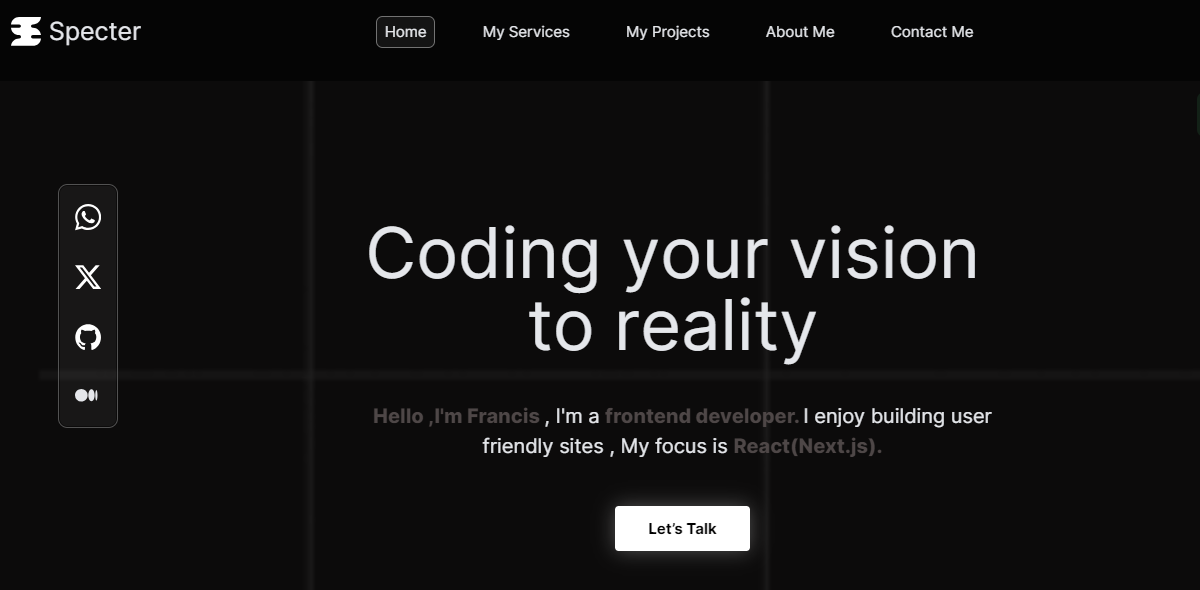 Specter
Home
My Services
My Projects
About Me
Contact Me
Coding your vision
to reality
Hello ,I'm Francis , I'm a frontend developer. I enjoy building user
friendly sites , My focus is React(Next.js).
Let's Talk